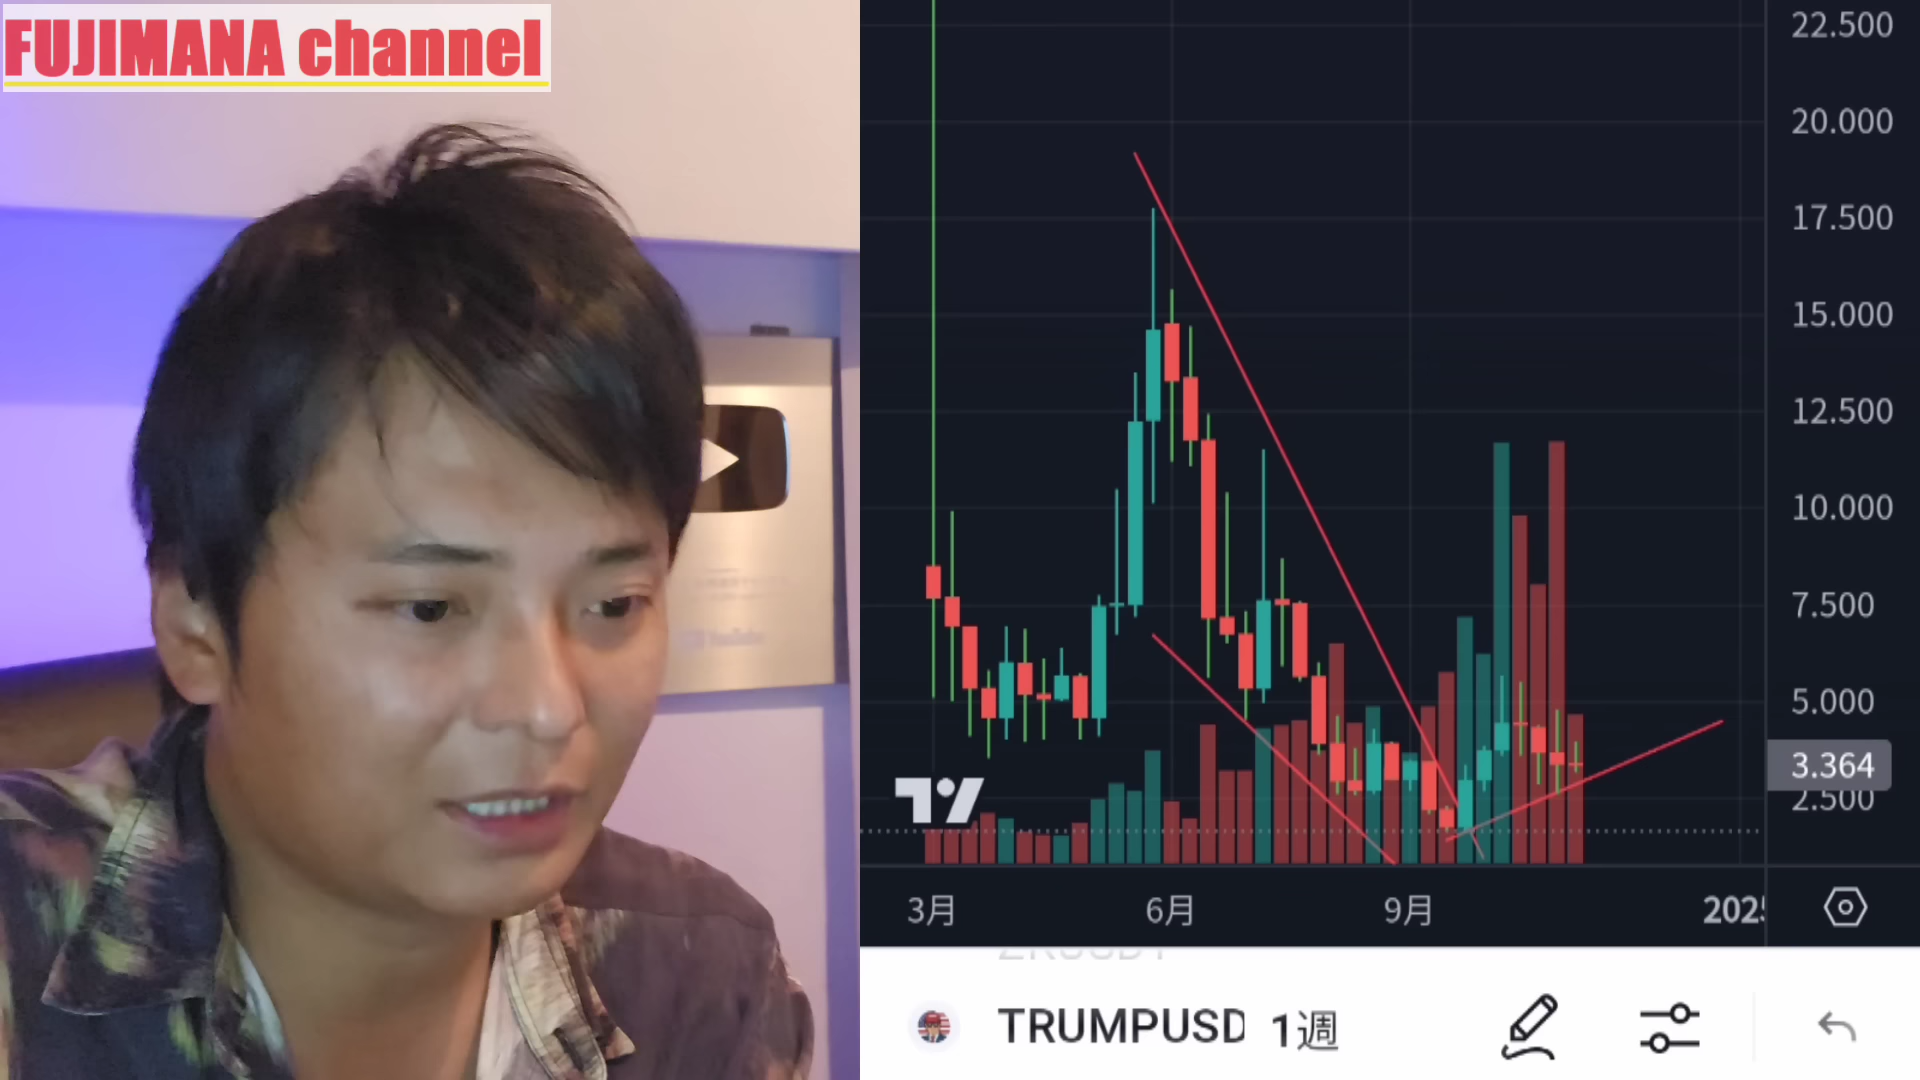 FUJIMANA channel
22.500
20.000
17.500
15.000
12.500
10.000
7.500
5.000
3.364
2.500
3月
6月
9月
TRUMPUSD
1週